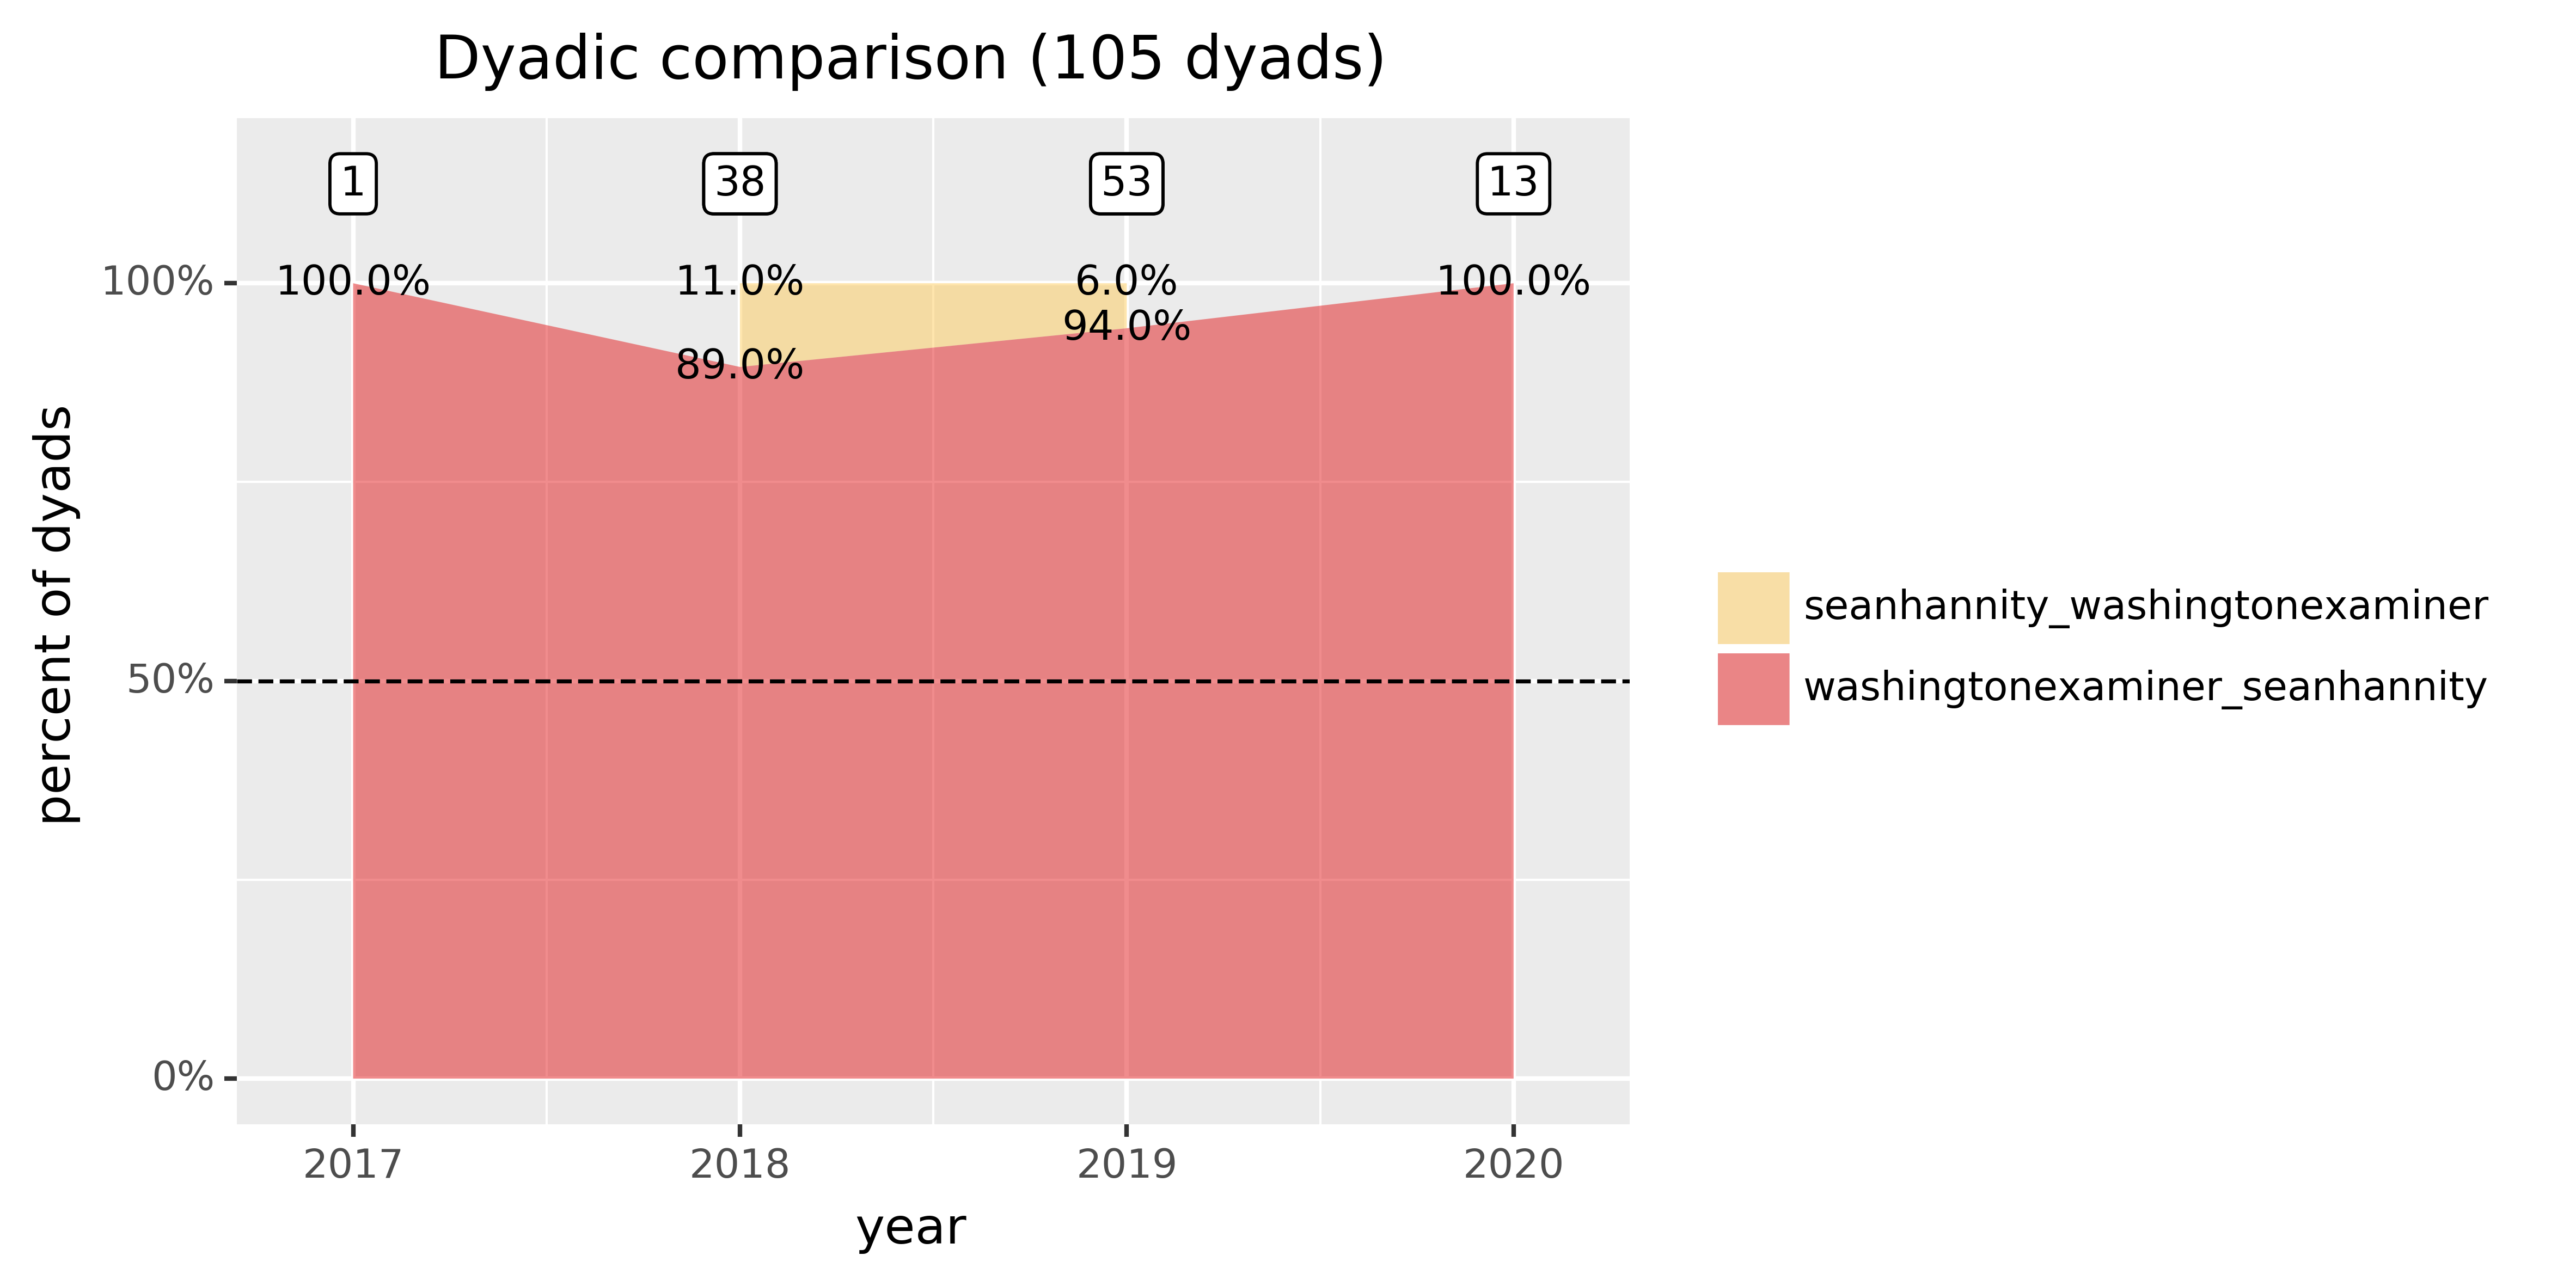 Dyadic comparison (105 dyads)
1 38 53 13
100% 100.0% 11.0% 6.0% 100.0%
94.0%
89.0%
percent of dyads
50%
0%
2017 2018 2019 2020
year
seanhannity_washingtonexaminer
washingtonexaminer_seanhannity